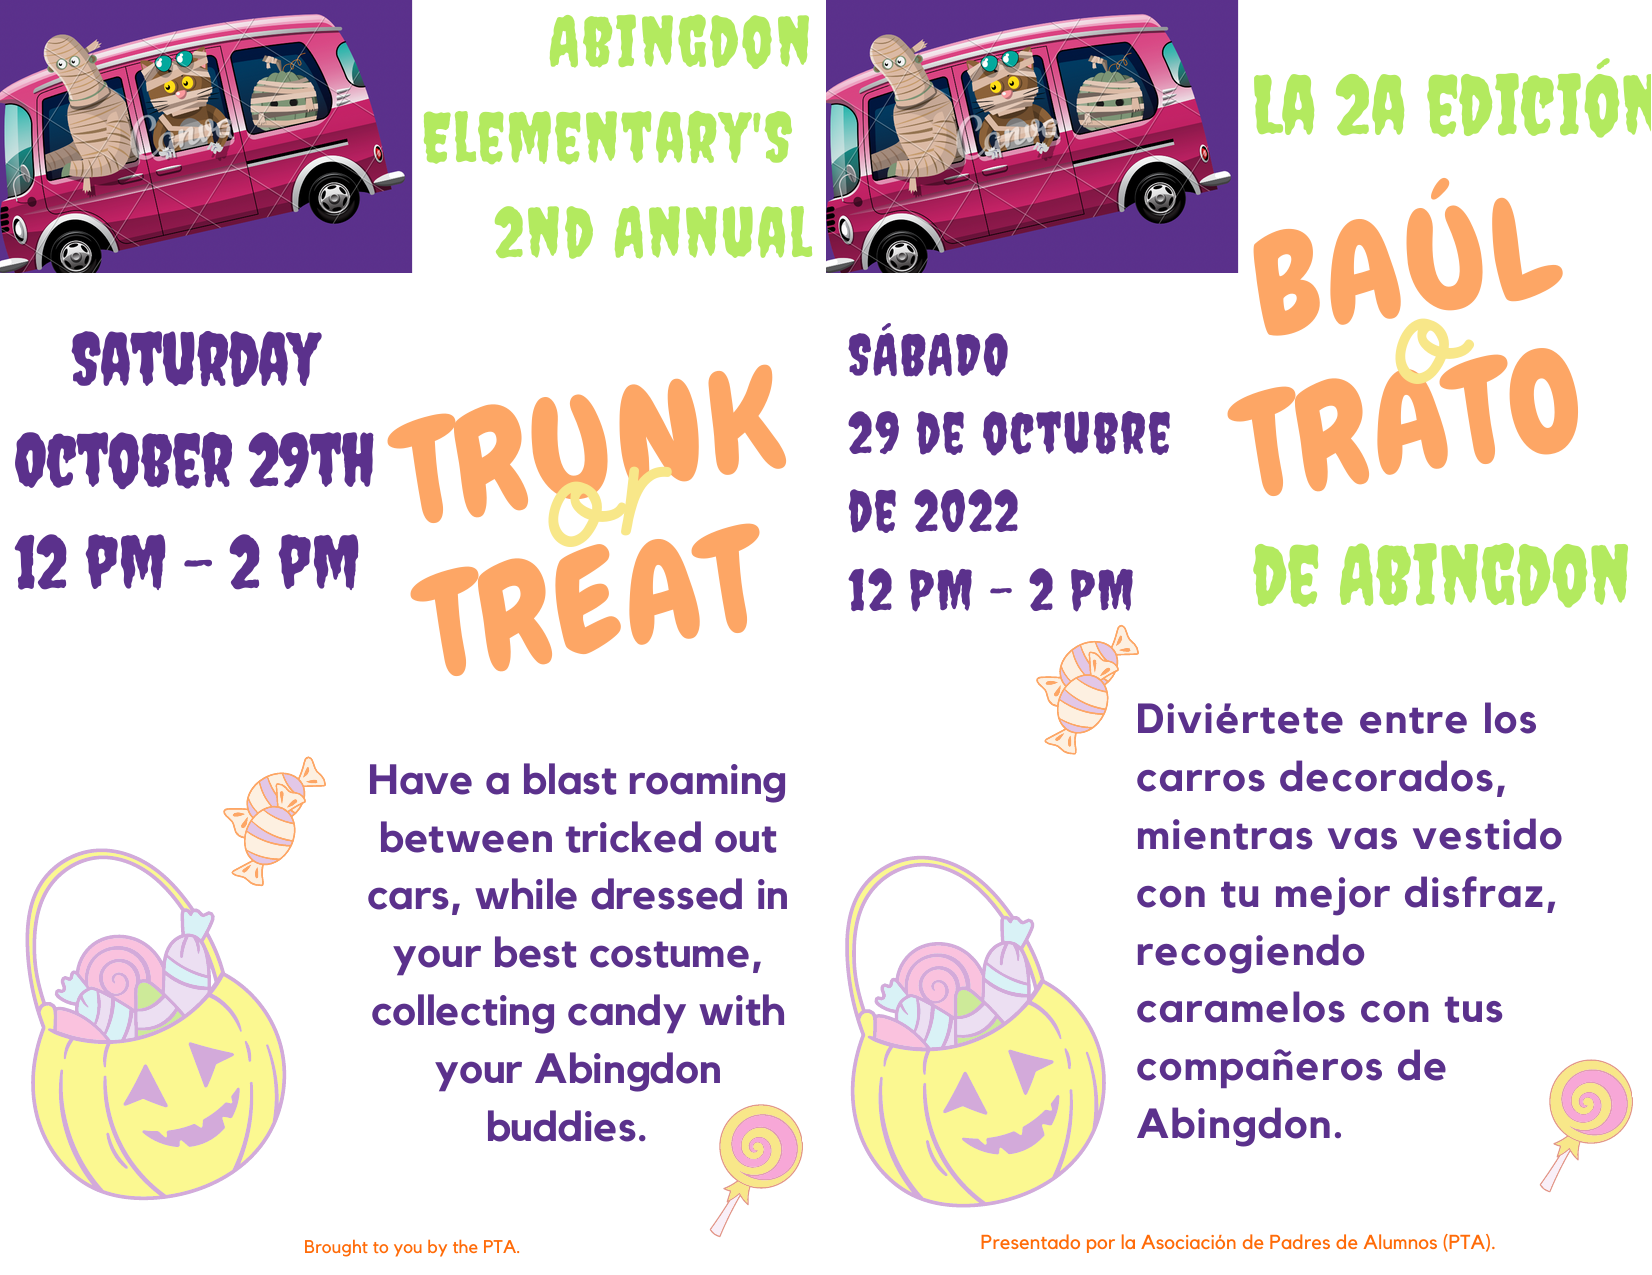 Canva
ABINGDON
ELEMENTARY'S
2ND ANNUAL
SATURDAY
OCTOBER 29TH
12 PM - 2 PM
TRUNK
or
TREAT
Have a blast roaming
between tricked out
cars, while dressed in
your best costume,
collecting candy with
your Abingdon
buddies.
Brought to you by the PTA.
Canva
LA 2A EDICIÓN
BAÚL
o
TRATO
DE ABINGDON
SÁBADO
29 DE OCTUBRE
DE 2022
12 PM - 2 PM
Diviértete entre los
carros decorados,
mientras vas vestido
con tu mejor disfraz,
recogiendo
caramelos con tus
compañeros de
Abingdon.
Presentado por la Asociación de Padres de Alumnos (PTA).